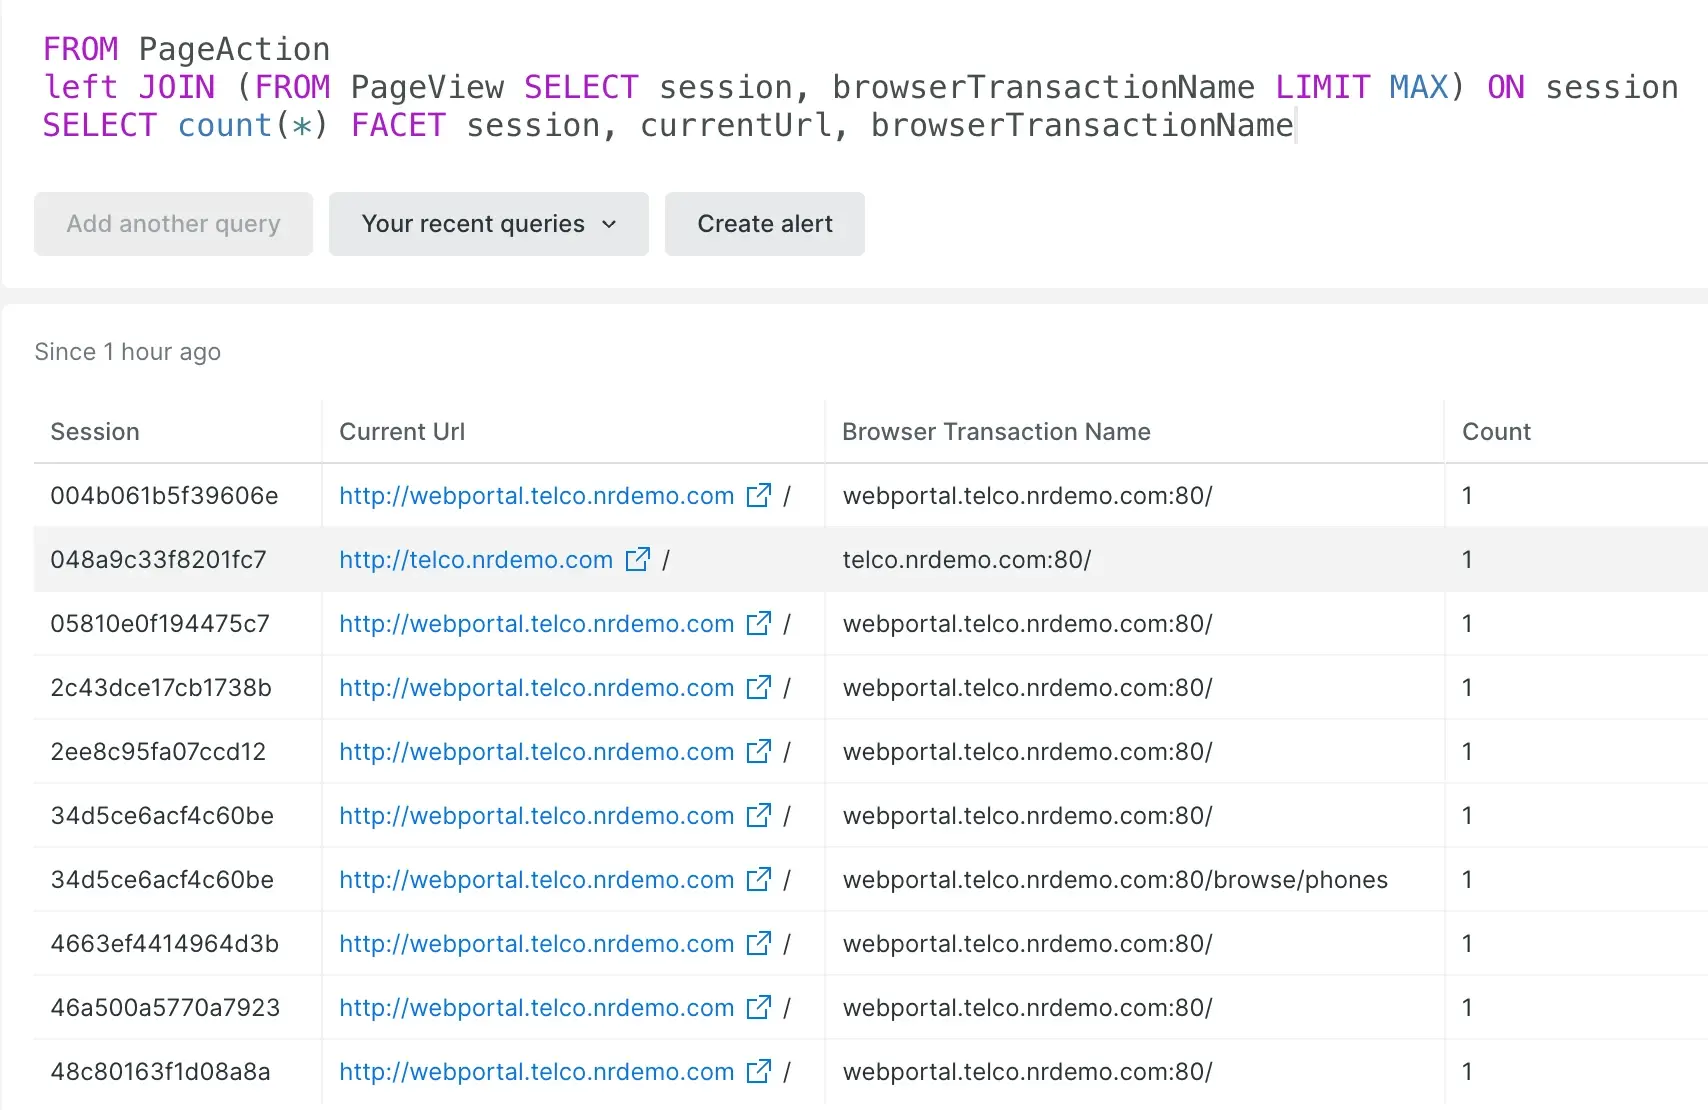 FROM PageAction
left JOIN (FROM PageView SELECT session, browserTransactionName LIMIT MAX) ON session
SELECT count(*) FACET session, currentUrl, browserTransactionName
Add another query Your recent queries Create alert
Since 1 hour ago
Session Current Url Browser Transaction Name Count
004b061b5f39606e http://webportal.telco.nrdemo.com / webportal.telco.nrdemo.com:80/ 1
048a9c33f8201fc7 http://telco.nrdemo.com / telco.nrdemo.com:80/ 1
05810e0f194475c7 http://webportal.telco.nrdemo.com / webportal.telco.nrdemo.com:80/ 1
2c43dce17cb1738b http://webportal.telco.nrdemo.com / webportal.telco.nrdemo.com:80/ 1
2ee8c95fa07ccd12 http://webportal.telco.nrdemo.com / webportal.telco.nrdemo.com:80/ 1
34d5ce6acf4c60be http://webportal.telco.nrdemo.com / webportal.telco.nrdemo.com:80/ 1
34d5ce6acf4c60be http://webportal.telco.nrdemo.com / webportal.telco.nrdemo.com:80/browse/phones 1
4663ef4414964d3b http://webportal.telco.nrdemo.com / webportal.telco.nrdemo.com:80/ 1
46a500a5770a7923 http://webportal.telco.nrdemo.com / webportal.telco.nrdemo.com:80/ 1
48c80163f1d08a8a http://webportal.telco.nrdemo.com / webportal.telco.nrdemo.com:80/ 1